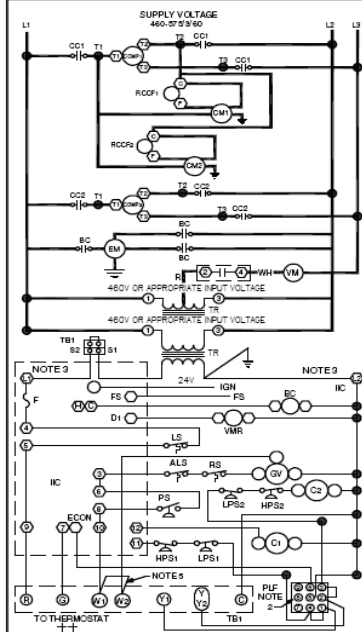 SUPPLY VOLTAGE
460-575/3/60
L1 L2 L3
CC1 T1 T2 T2 CC1
T1 COMP1 T3 T3 CC1
C
RCCF1
F
CM1
C
RCCF2
F
CM2
CC2 T1 T2 T2 CC2
T1 T3 T3 CC2
BC
BC EM BC
R 2 4 WH VM
460V OR APPROPRIATE INPUT VOLTAGE
1 3
TR
460V OR APPROPRIATE INPUT VOLTAGE
1 3
TB1
S2 S1 TR
24V
NOTE 3 IGN NOTE 3
L1 FS FS IIC L2
F H C BC
D1 VMR
4
5 LS
3 ALS RS GV
IIC
6 PS LPS2 HPS2 C2
8
ECON
9 7 10 12 C1
11 HPS1 LPS1
NOTE 5
R G W1 W2 Y1 Y Y2 C
TB1
PLF
NOTE
2
TO THERMOSTAT